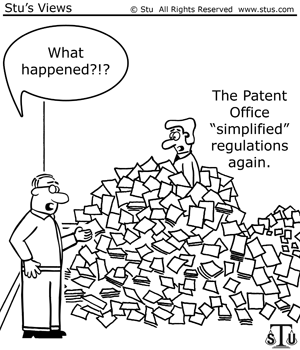 Stu's Views
© Stu All Rights Reserved www.stus.com
What
happened?!?
The Patent
Office
“simplified”
regulations
again.
STU